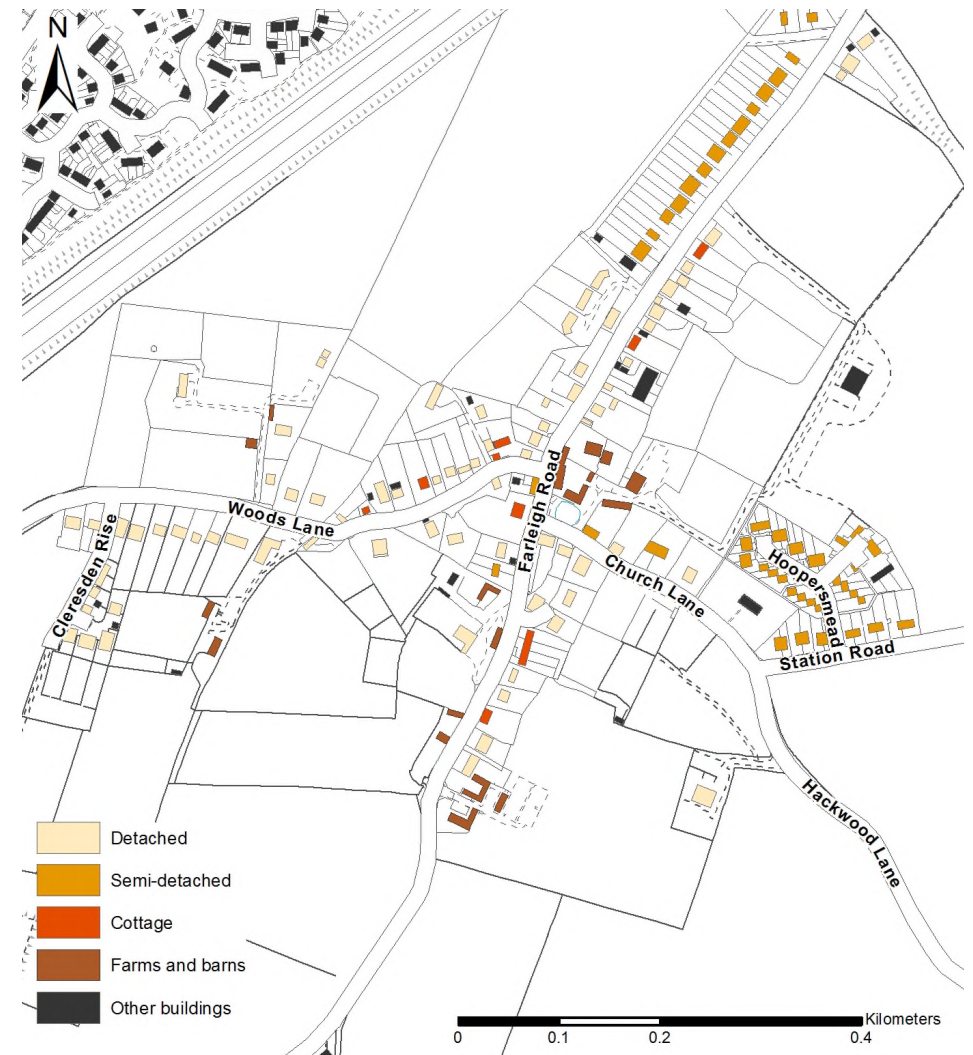 N
Woods Lane
Farleigh Road
Cleresden Rise
Church Lane
Hoopersmead
Station Road
Hackwood Lane
Detached
Semi-detached
Cottage
Farms and barns
Other buildings
Kilometers
0 0.1 0.2 0.4